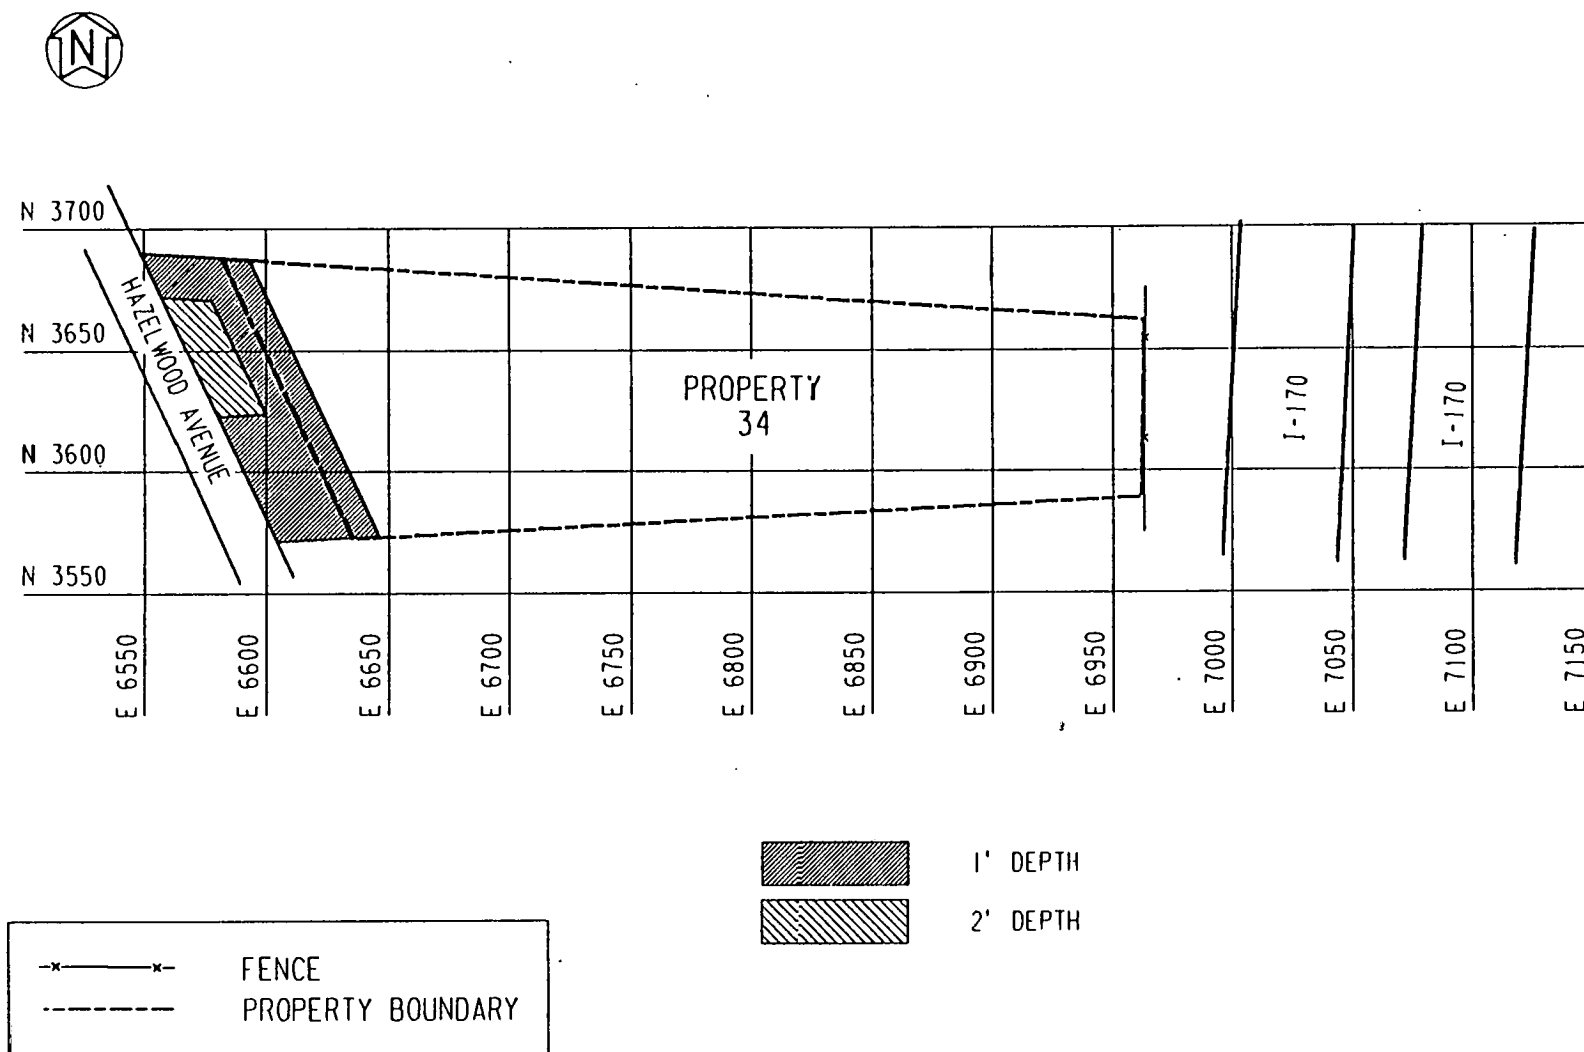 N
N 3700
HAZELWOOD AVENUE
N 3650
PROPERTY
34
I-170
I-170
N 3600
N 3550
E 6550
E 6600
E 6650
E 6700
E 6750
E 6800
E 6850
E 6900
E 6950
E 7000
E 7050
E 7100
E 7150
1' DEPTH
2' DEPTH
FENCE
PROPERTY BOUNDARY